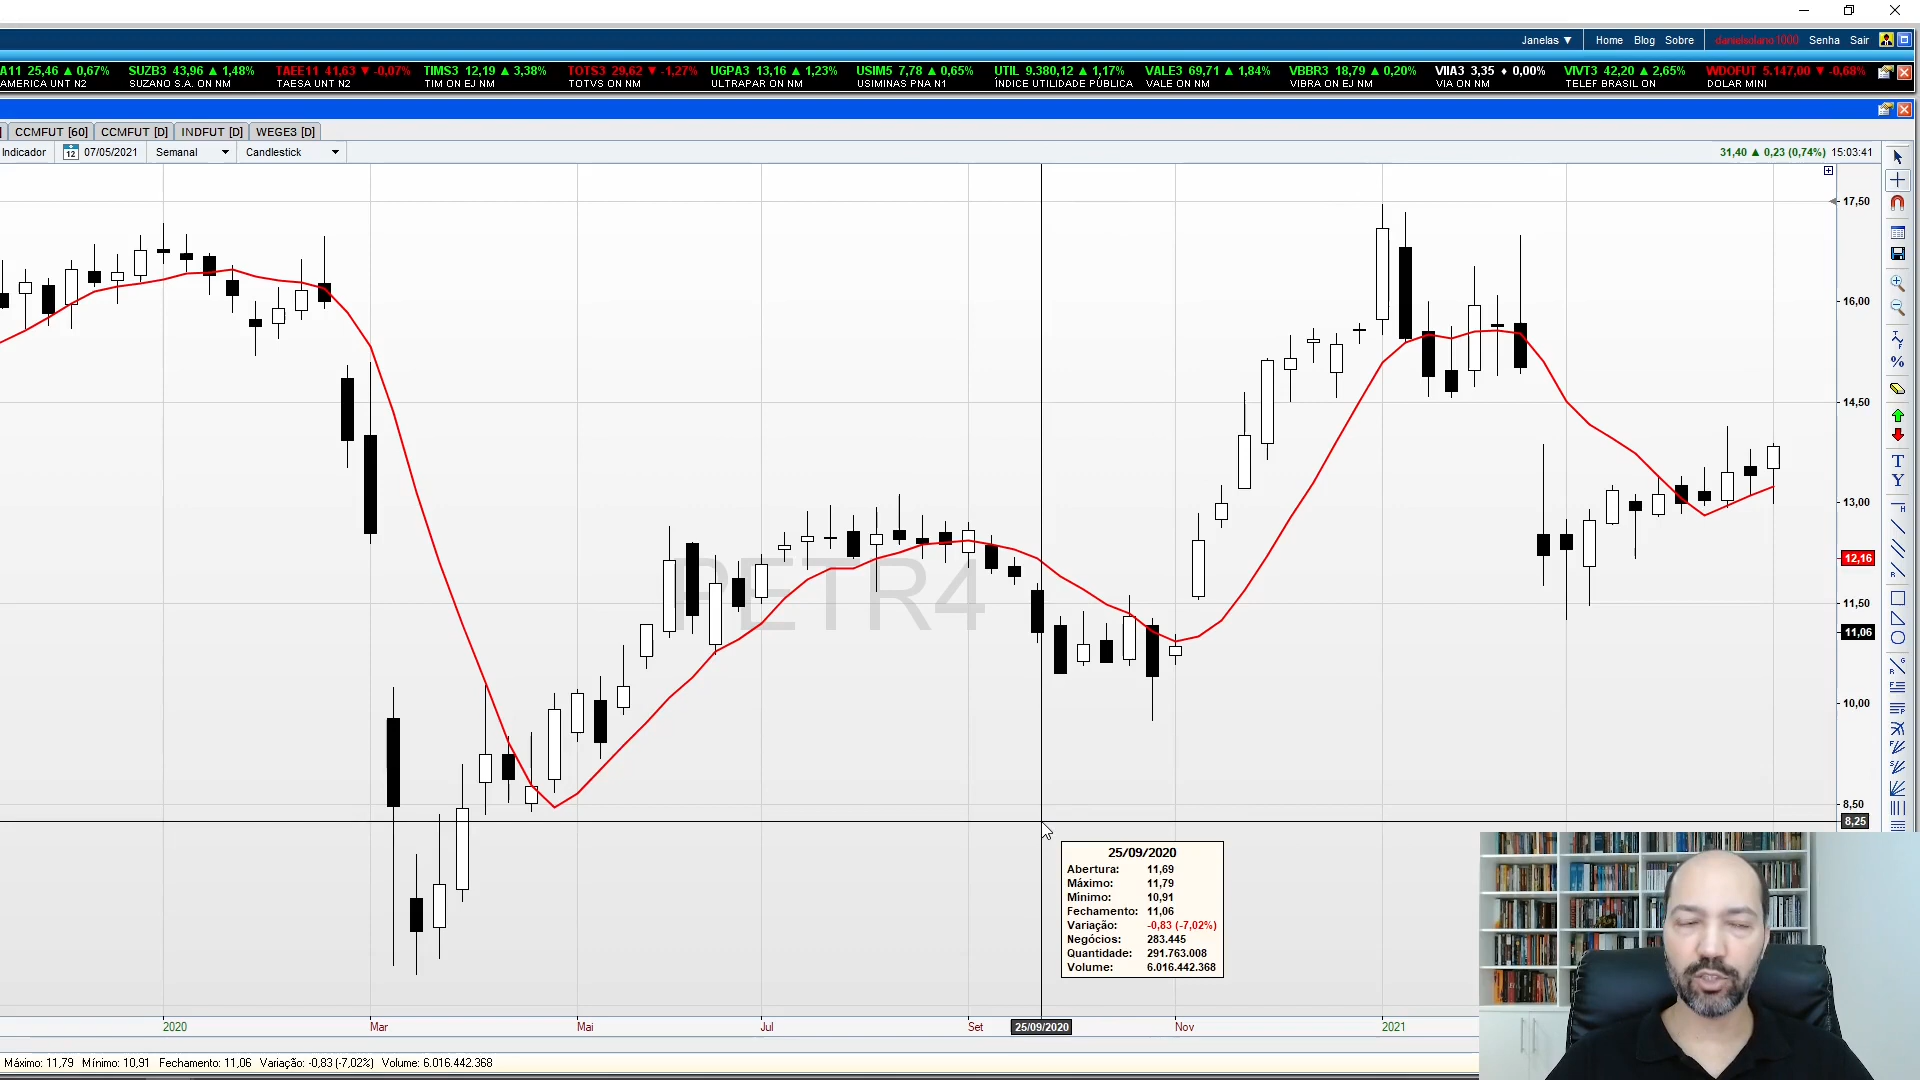 Janelas ▼ Home Blog Sobre danielsolano1000 Senha Sair
A11 25,46 ▲ 0,67% SUZB3 43,96 ▲ 1,48% TAEE11 41,63 ▼ -0,07% TIMS3 12,19 ▲ 3,38% TOTS3 29,62 ▼ -1,27% UGPA3 13,16 ▲ 1,23% USIM5 7,78 ▲ 0,65% UTIL 9.380,12 ▲ 1,17% VALE3 69,71 ▲ 1,84% VBBR3 18,79 ▲ 0,20% VIIA3 3,35 ♦ 0,00% VIVT3 42,20 ▲ 2,65% WDOFUT 5.147,00 ▼ -0,68%
AMERICA UNT N2 SUZANO S.A. ON NM TAESA UNT N2 TIM ON EJ NM TOTVS ON NM ULTRAPAR ON NM USIMINAS PNA N1 ÍNDICE UTILIDADE PÚBLICA VALE ON NM VIBRA ON EJ NM VIA ON NM TELEF BRASIL ON DOLAR MINI
] CCMFUT [60] CCMFUT [D] INDFUT [D] WEGE3 [D]
Indicador 12 07/05/2021 Semanal Candlestick 31,40 ▲ 0,23 (0,74%) 15:03:41
17,50
16,00
14,50
13,00
12,16
11,50
11,06
10,00
8,50
8,25
PETR4
25/09/2020
Abertura: 11,69
Máximo: 11,79
Mínimo: 10,91
Fechamento: 11,06
Variação: -0,83 (-7,02%)
Negócios: 283.445
Quantidade: 291.763.008
Volume: 6.016.442.368
2020 Mar Mai Jul Set 25/09/2020 Nov 2021
Máximo: 11,79 Mínimo: 10,91 Fechamento: 11,06 Variação: -0,83 (-7,02%) Volume: 6.016.442.368